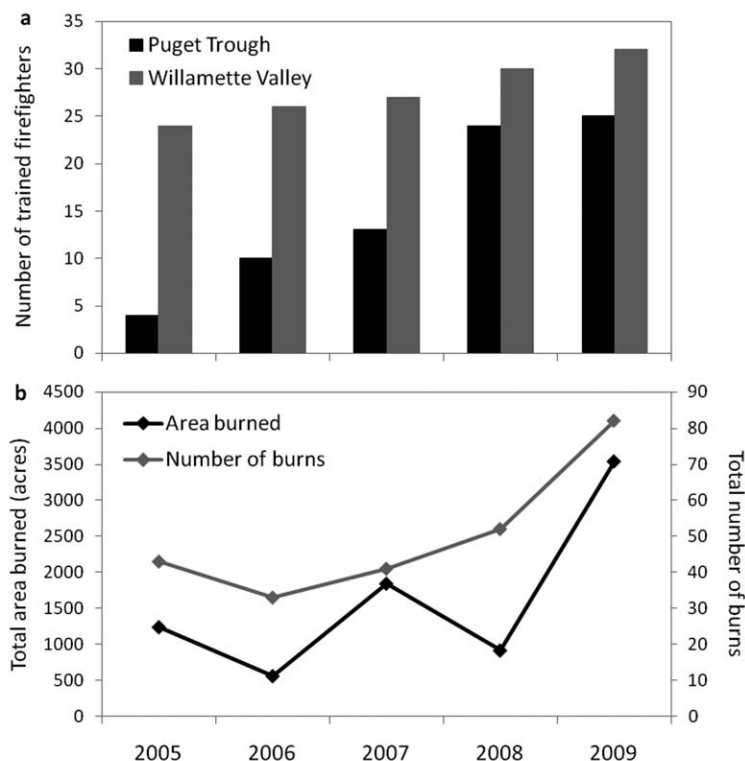 a
Number of trained firefighters
35
30
25
20
15
10
5
0
Puget Trough
Willamette Valley
b
Total area burned (acres)
4500
4000
3500
3000
2500
2000
1500
1000
500
0
Area burned
Number of burns
90
80
70
60
50
40
30
20
10
0
Total number
of burns
2005 2006 2007 2008 2009